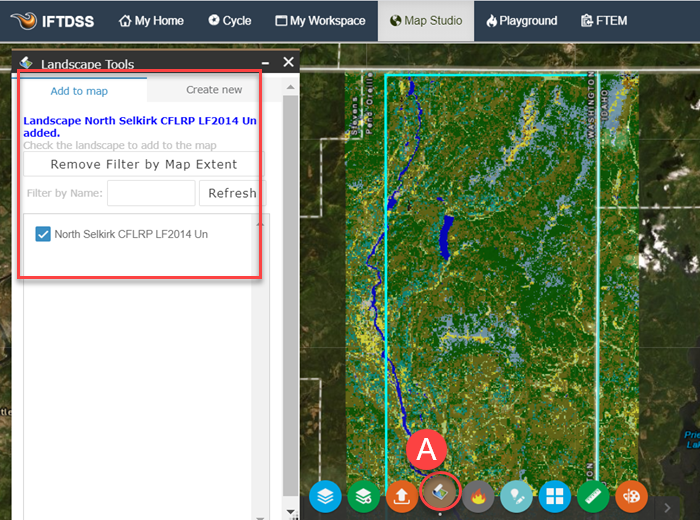 IFTDSS My Home Cycle My Workspace Map Studio Playground FTEM
Landscape Tools
Add to map Create new
Landscape North Selkirk CFLRP LF2014 Un
added.
Check the landscape to add to the map
Remove Filter by Map Extent
Filter by Name: Refresh
North Selkirk CFLRP LF2014 Un
Stevens
Pend Oreille
WASHINGTON
IDAHO
A